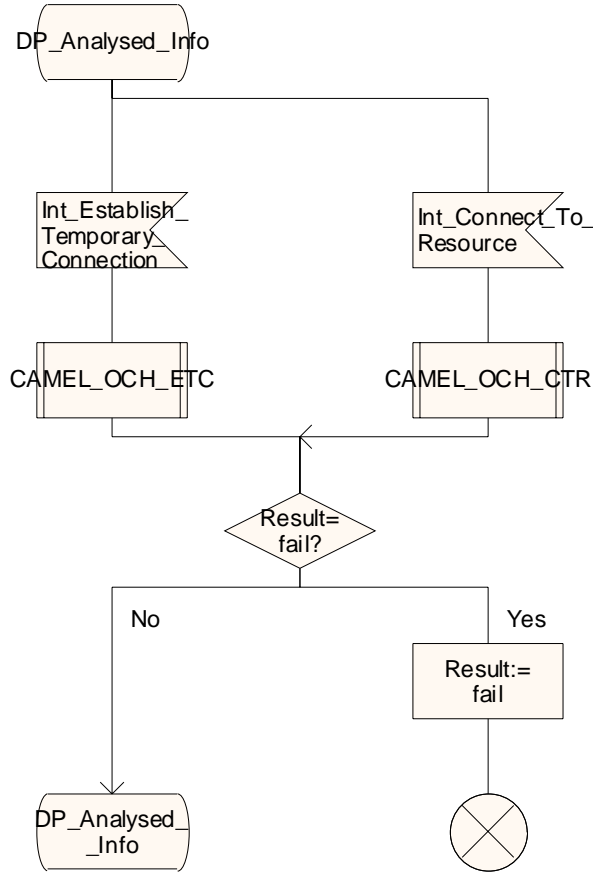 DP_Analysed_Info
Int_Establish_
Temporary_
Connection
Int_Connect_To_
Resource
CAMEL_OCH_ETC
CAMEL_OCH_CTR
Result=
fail?
No
Yes
Result:=
fail
DP_Analysed_
_Info